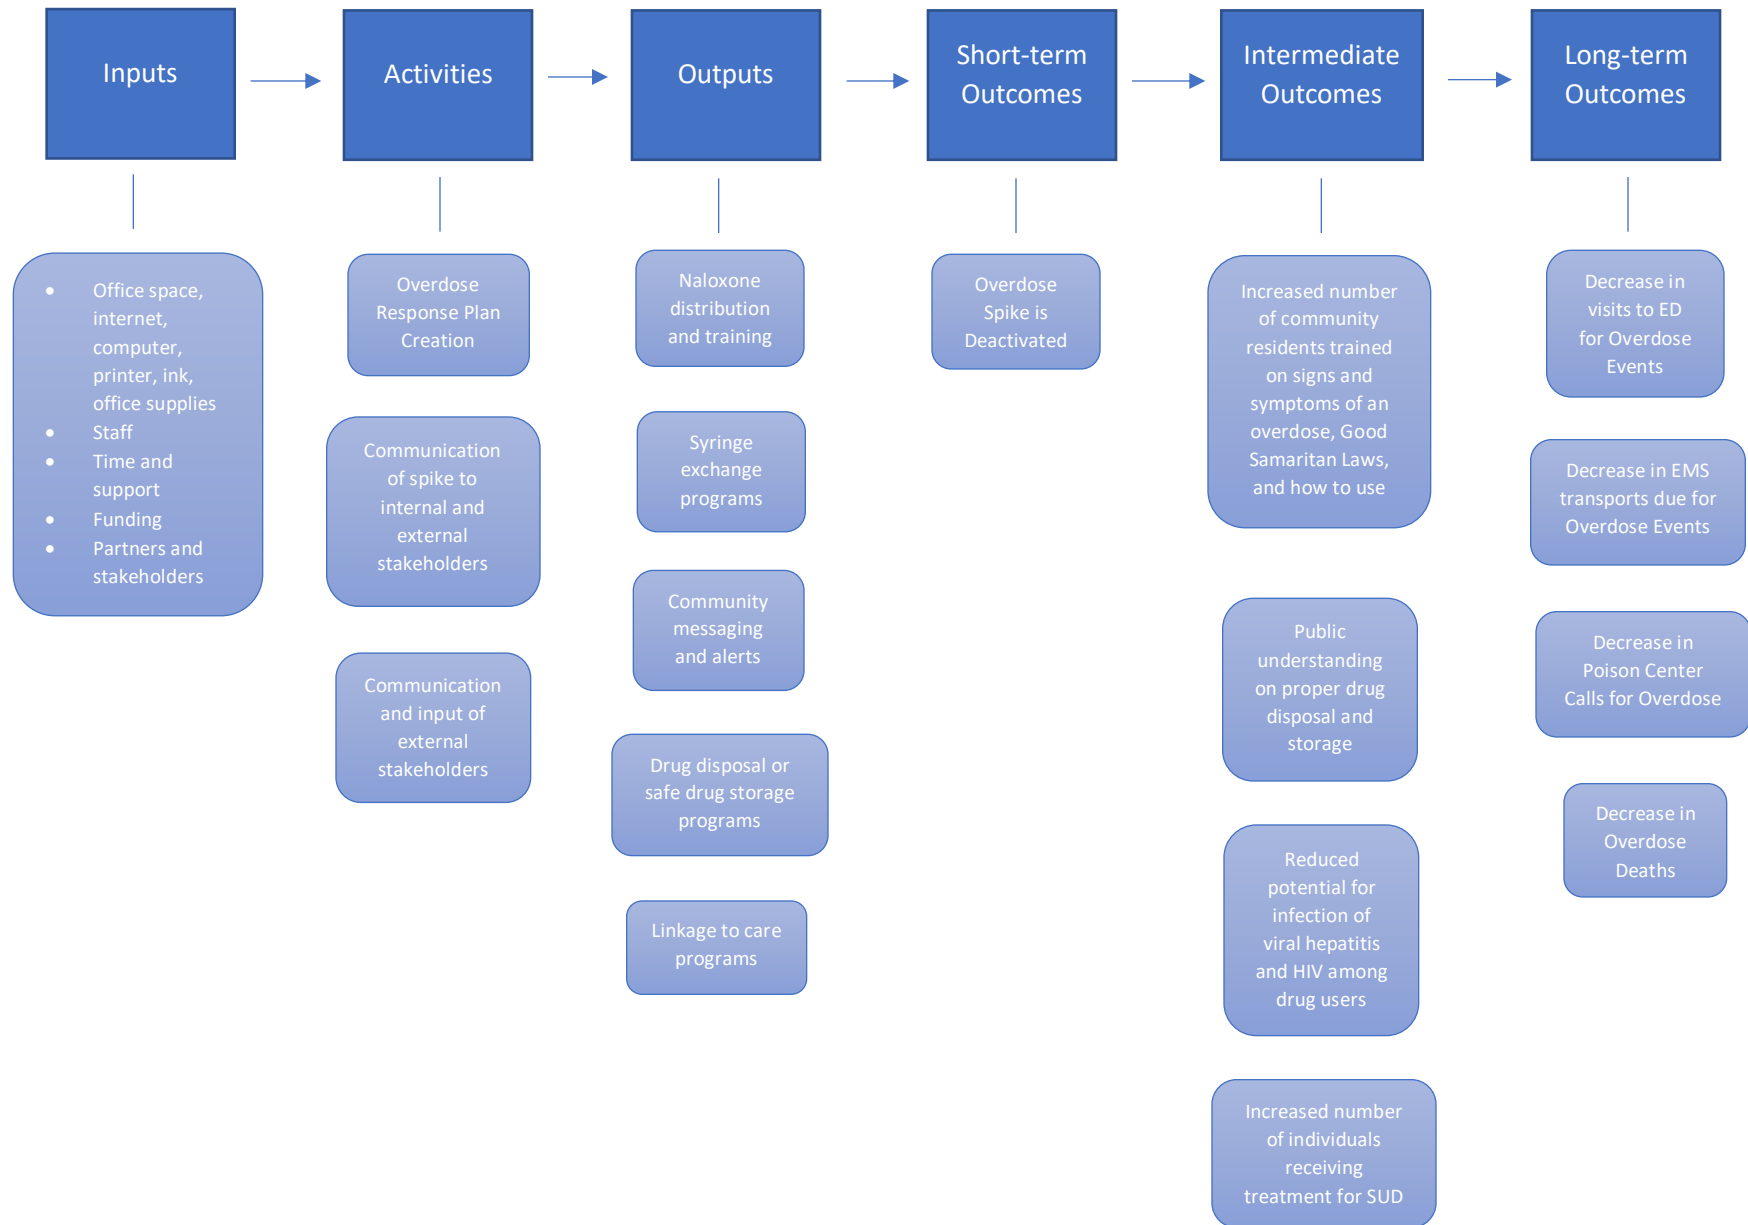 Inputs
Activities
Outputs
Short-term
Outcomes
Intermediate
Outcomes
Long-term
Outcomes
• Office space,
internet,
computer,
printer, ink,
office supplies
• Staff
• Time and
support
• Funding
• Partners and
stakeholders
Overdose
Response Plan
Creation
Communication
of spike to
internal and
external
stakeholders
Communication
and input of
external
stakeholders
Naloxone
distribution
and training
Syringe
exchange
programs
Community
messaging
and alerts
Drug disposal or
safe drug storage
programs
Linkage to care
programs
Overdose
Spike is
Deactivated
Increased number
of community
residents trained
on signs and
symptoms of an
overdose, Good
Samaritan Laws,
and how to use
Public
understanding
on proper drug
disposal and
storage
Reduced
potential for
infection of
viral hepatitis
and HIV among
drug users
Increased number
of individuals
receiving
treatment for SUD
Decrease in
visits to ED
for Overdose
Events
Decrease in EMS
transports due for
Overdose Events
Decrease in
Poison Center
Calls for Overdose
Decrease in
Overdose
Deaths